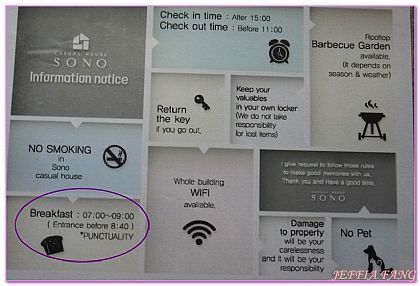 CASUAL HOUSE
SONO
Information notice
Check in time : After 15:00
Check out time : Before 11:00
Rooftop
Barbecue Garden
available,
(It depends on
season & weather)
Return
the key
if you go out.
Keep your
valuables
in your own locker
(We do not take
responsibility
for lost items)
NO SMOKING
in
Sono
casual house
Whole building
WIFI
available,
I give request to follow those rules
to make good memories with us,
Thank you and Have a good time.
CASUAL HOUSE
SONO
Breakfast : 07:00~09:00
( Entrance before 8:40 )
*PUNCTUALITY
Damage
to property
will be your
carelessness
and it will be your
responsibility.
No Pet
JEFFIA FANG